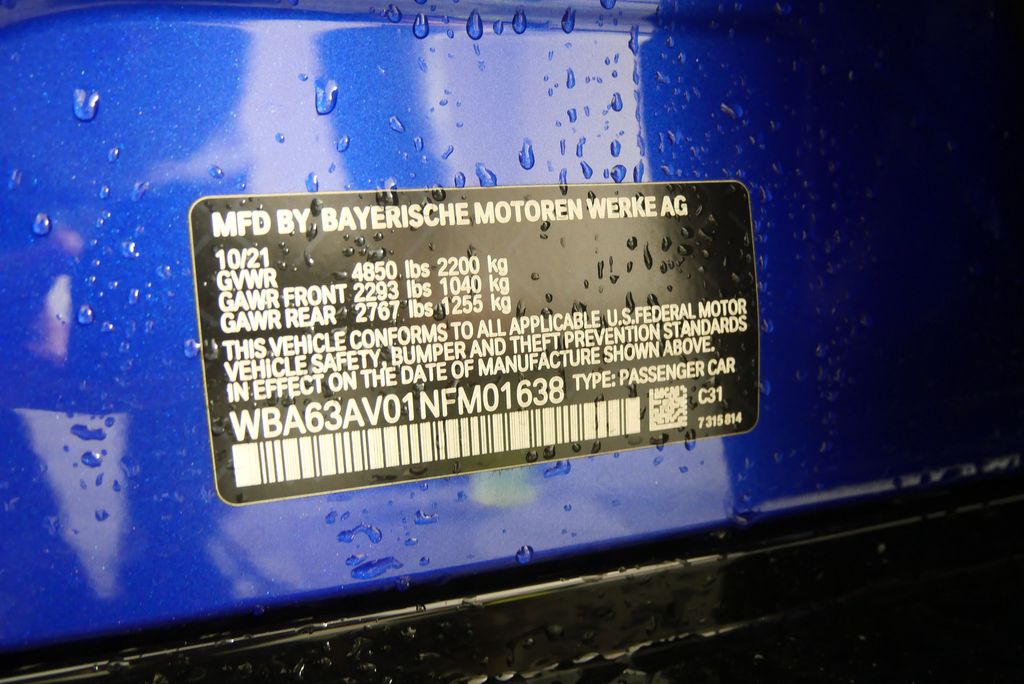 MFD BY, BAYERISCHE MOTOREN WERKE AG
10/21
GVWR 4850 lbs 2200 kg
GAWR FRONT 2293 lbs 1040 kg
GAWR REAR 2767 lbs 1255 kg
THIS VEHICLE CONFORMS TO ALL APPLICABLE U.S.FEDERAL MOTOR
VEHICLE SAFETY, BUMPER AND THEFT PREVENTION STANDARDS
IN EFFECT ON THE DATE OF MANUFACTURE SHOWN ABOVE.
WBA63AV01NFM01638 TYPE: PASSENGER CAR
C31
7 315 814